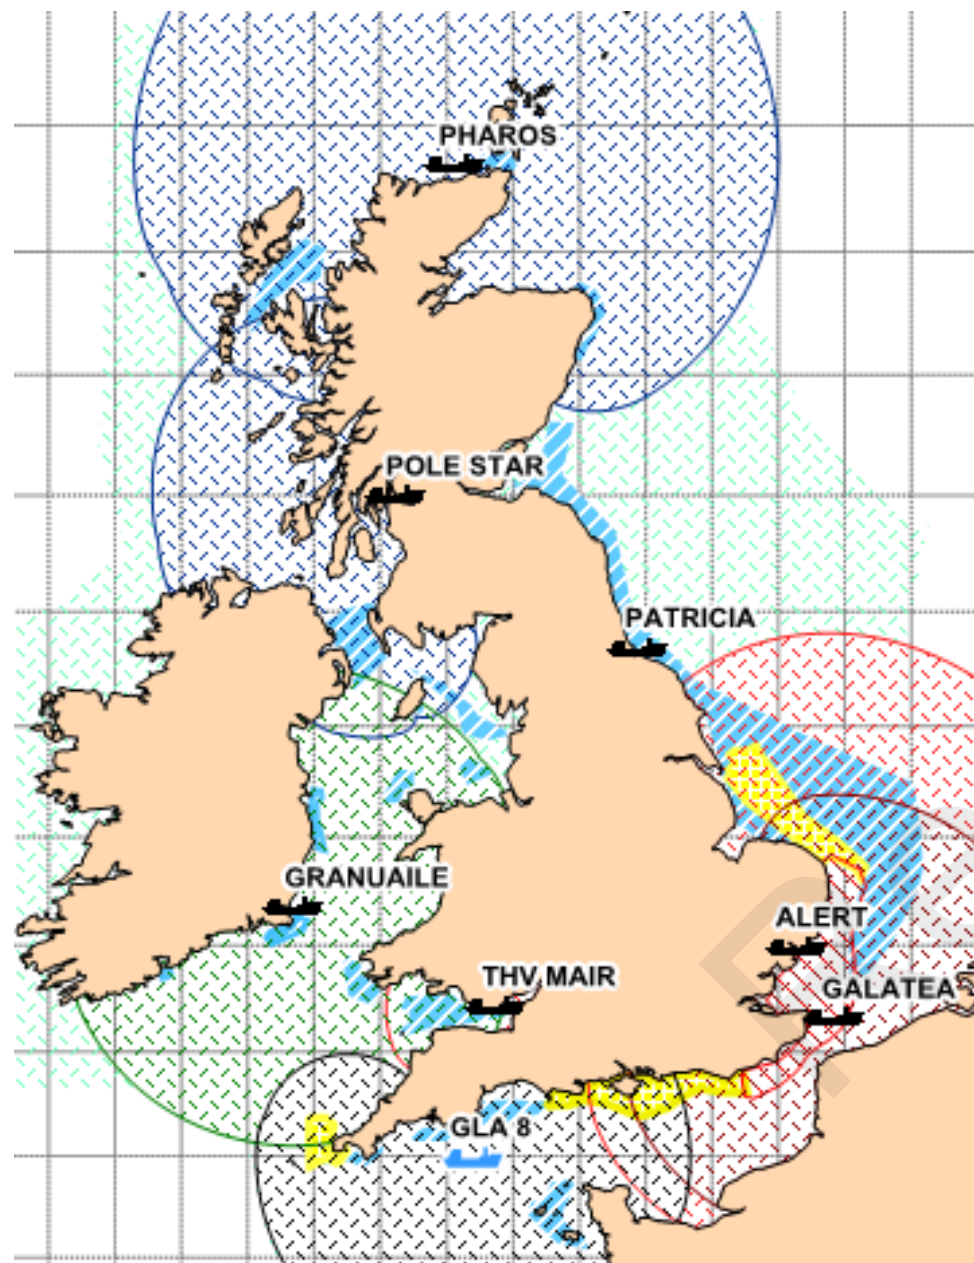 PHAROS
POLE STAR
PATRICIA
GRANUAILE
ALERT
THV MAIR
GALATEA
GLA 8